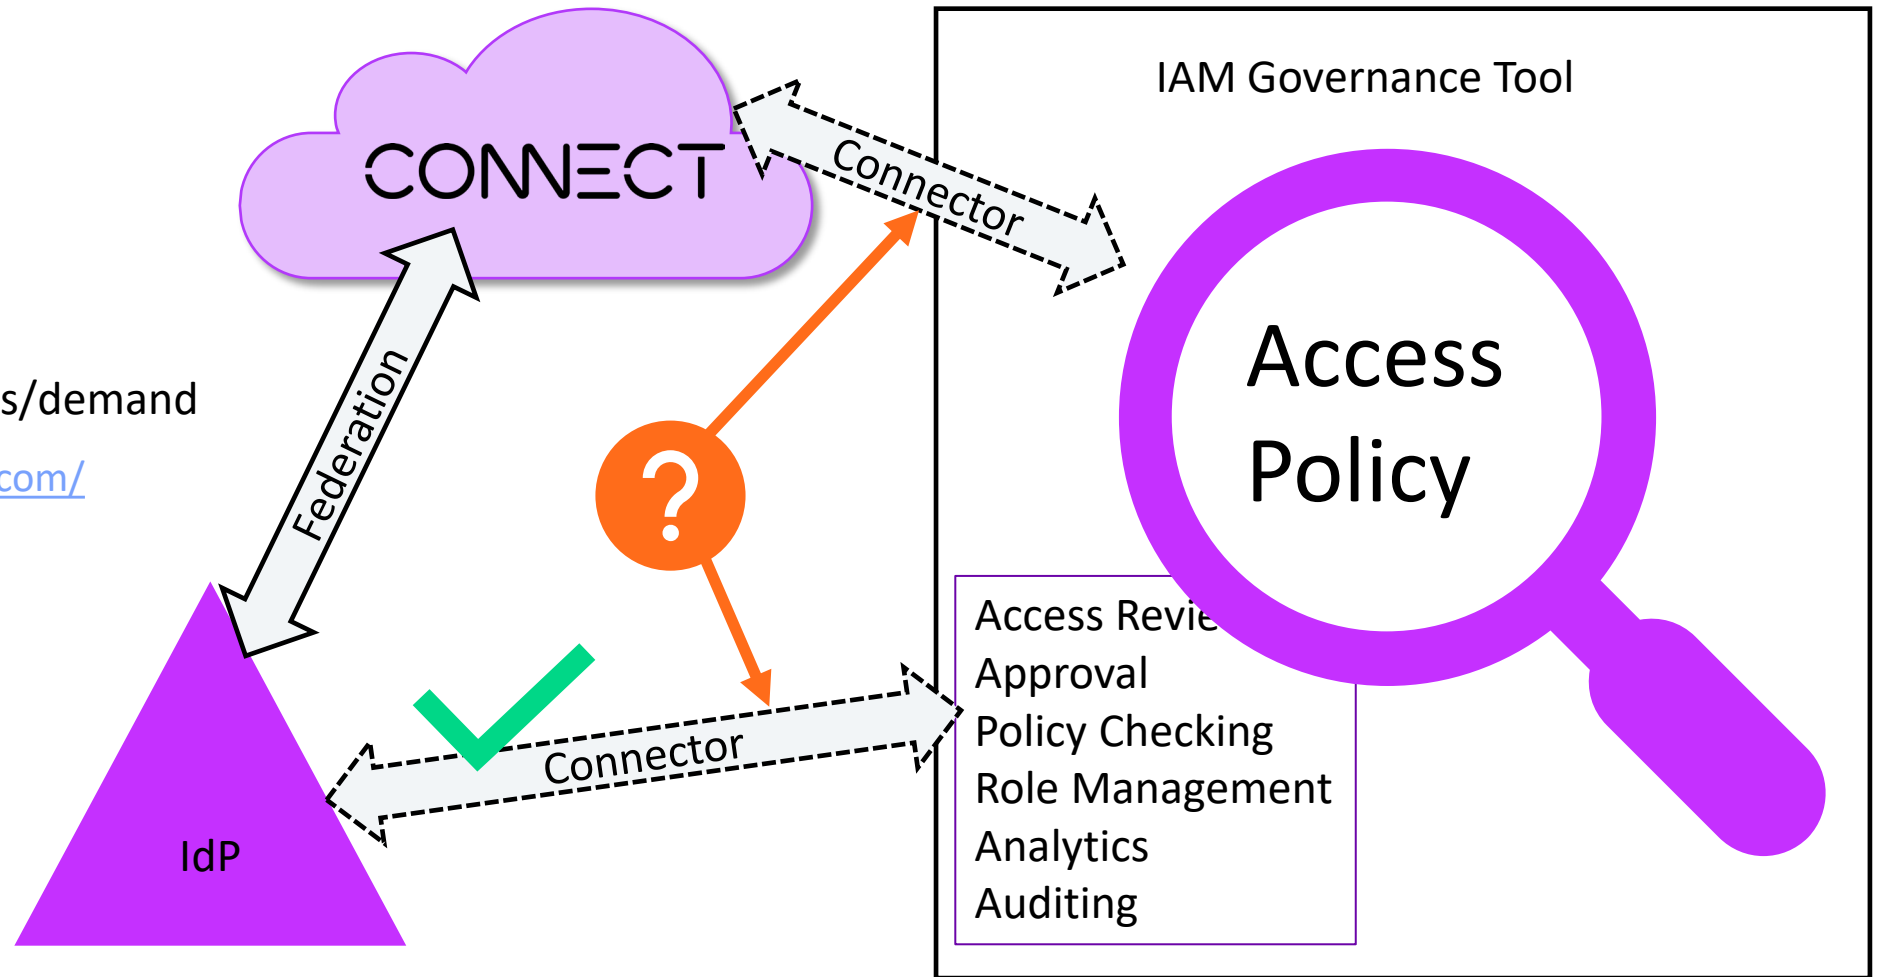 IAM Governance Tool
CONNECT
Connector
Access
Policy
s/demand
com/
Federation
Access Revie
Approval
Policy Checking
Role Management
Analytics
Auditing
Connector
IdP
?